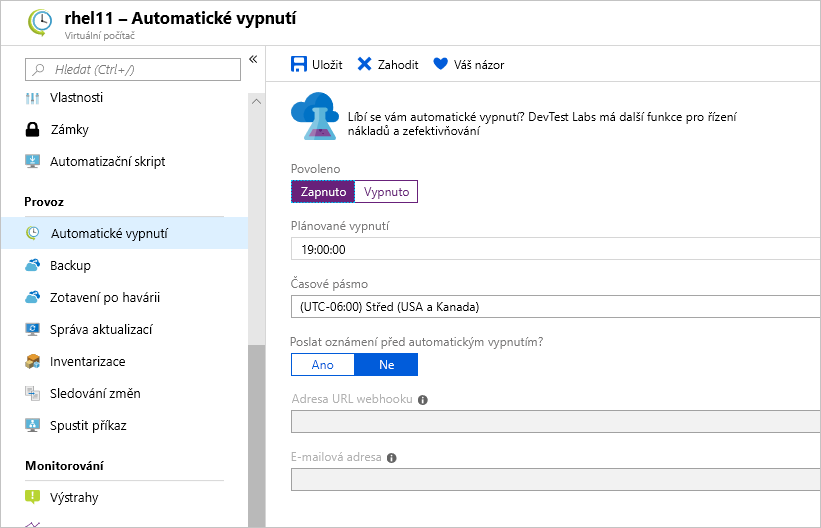 rhel11 – Automatické vypnutí
Virtuální počítač
Hledat (Ctrl+/)
«
Vlastnosti
Zámky
Automatizační skript
Provoz
Automatické vypnutí
Backup
Zotavení po havárii
Správa aktualizací
Inventarizace
Sledování změn
Spustit příkaz
Monitorování
Výstrahy
Uložit
Zahodit
Váš názor
Líbí se vám automatické vypnutí? DevTest Labs má další funkce pro řízení
nákladů a zefektivňování
Povoleno
Zapnuto
Vypnuto
Plánované vypnutí
19:00:00
Časové pásmo
(UTC-06:00) Střed (USA a Kanada)
Poslat oznámení před automatickým vypnutím?
Ano
Ne
Adresa URL webhooku
E-mailová adresa